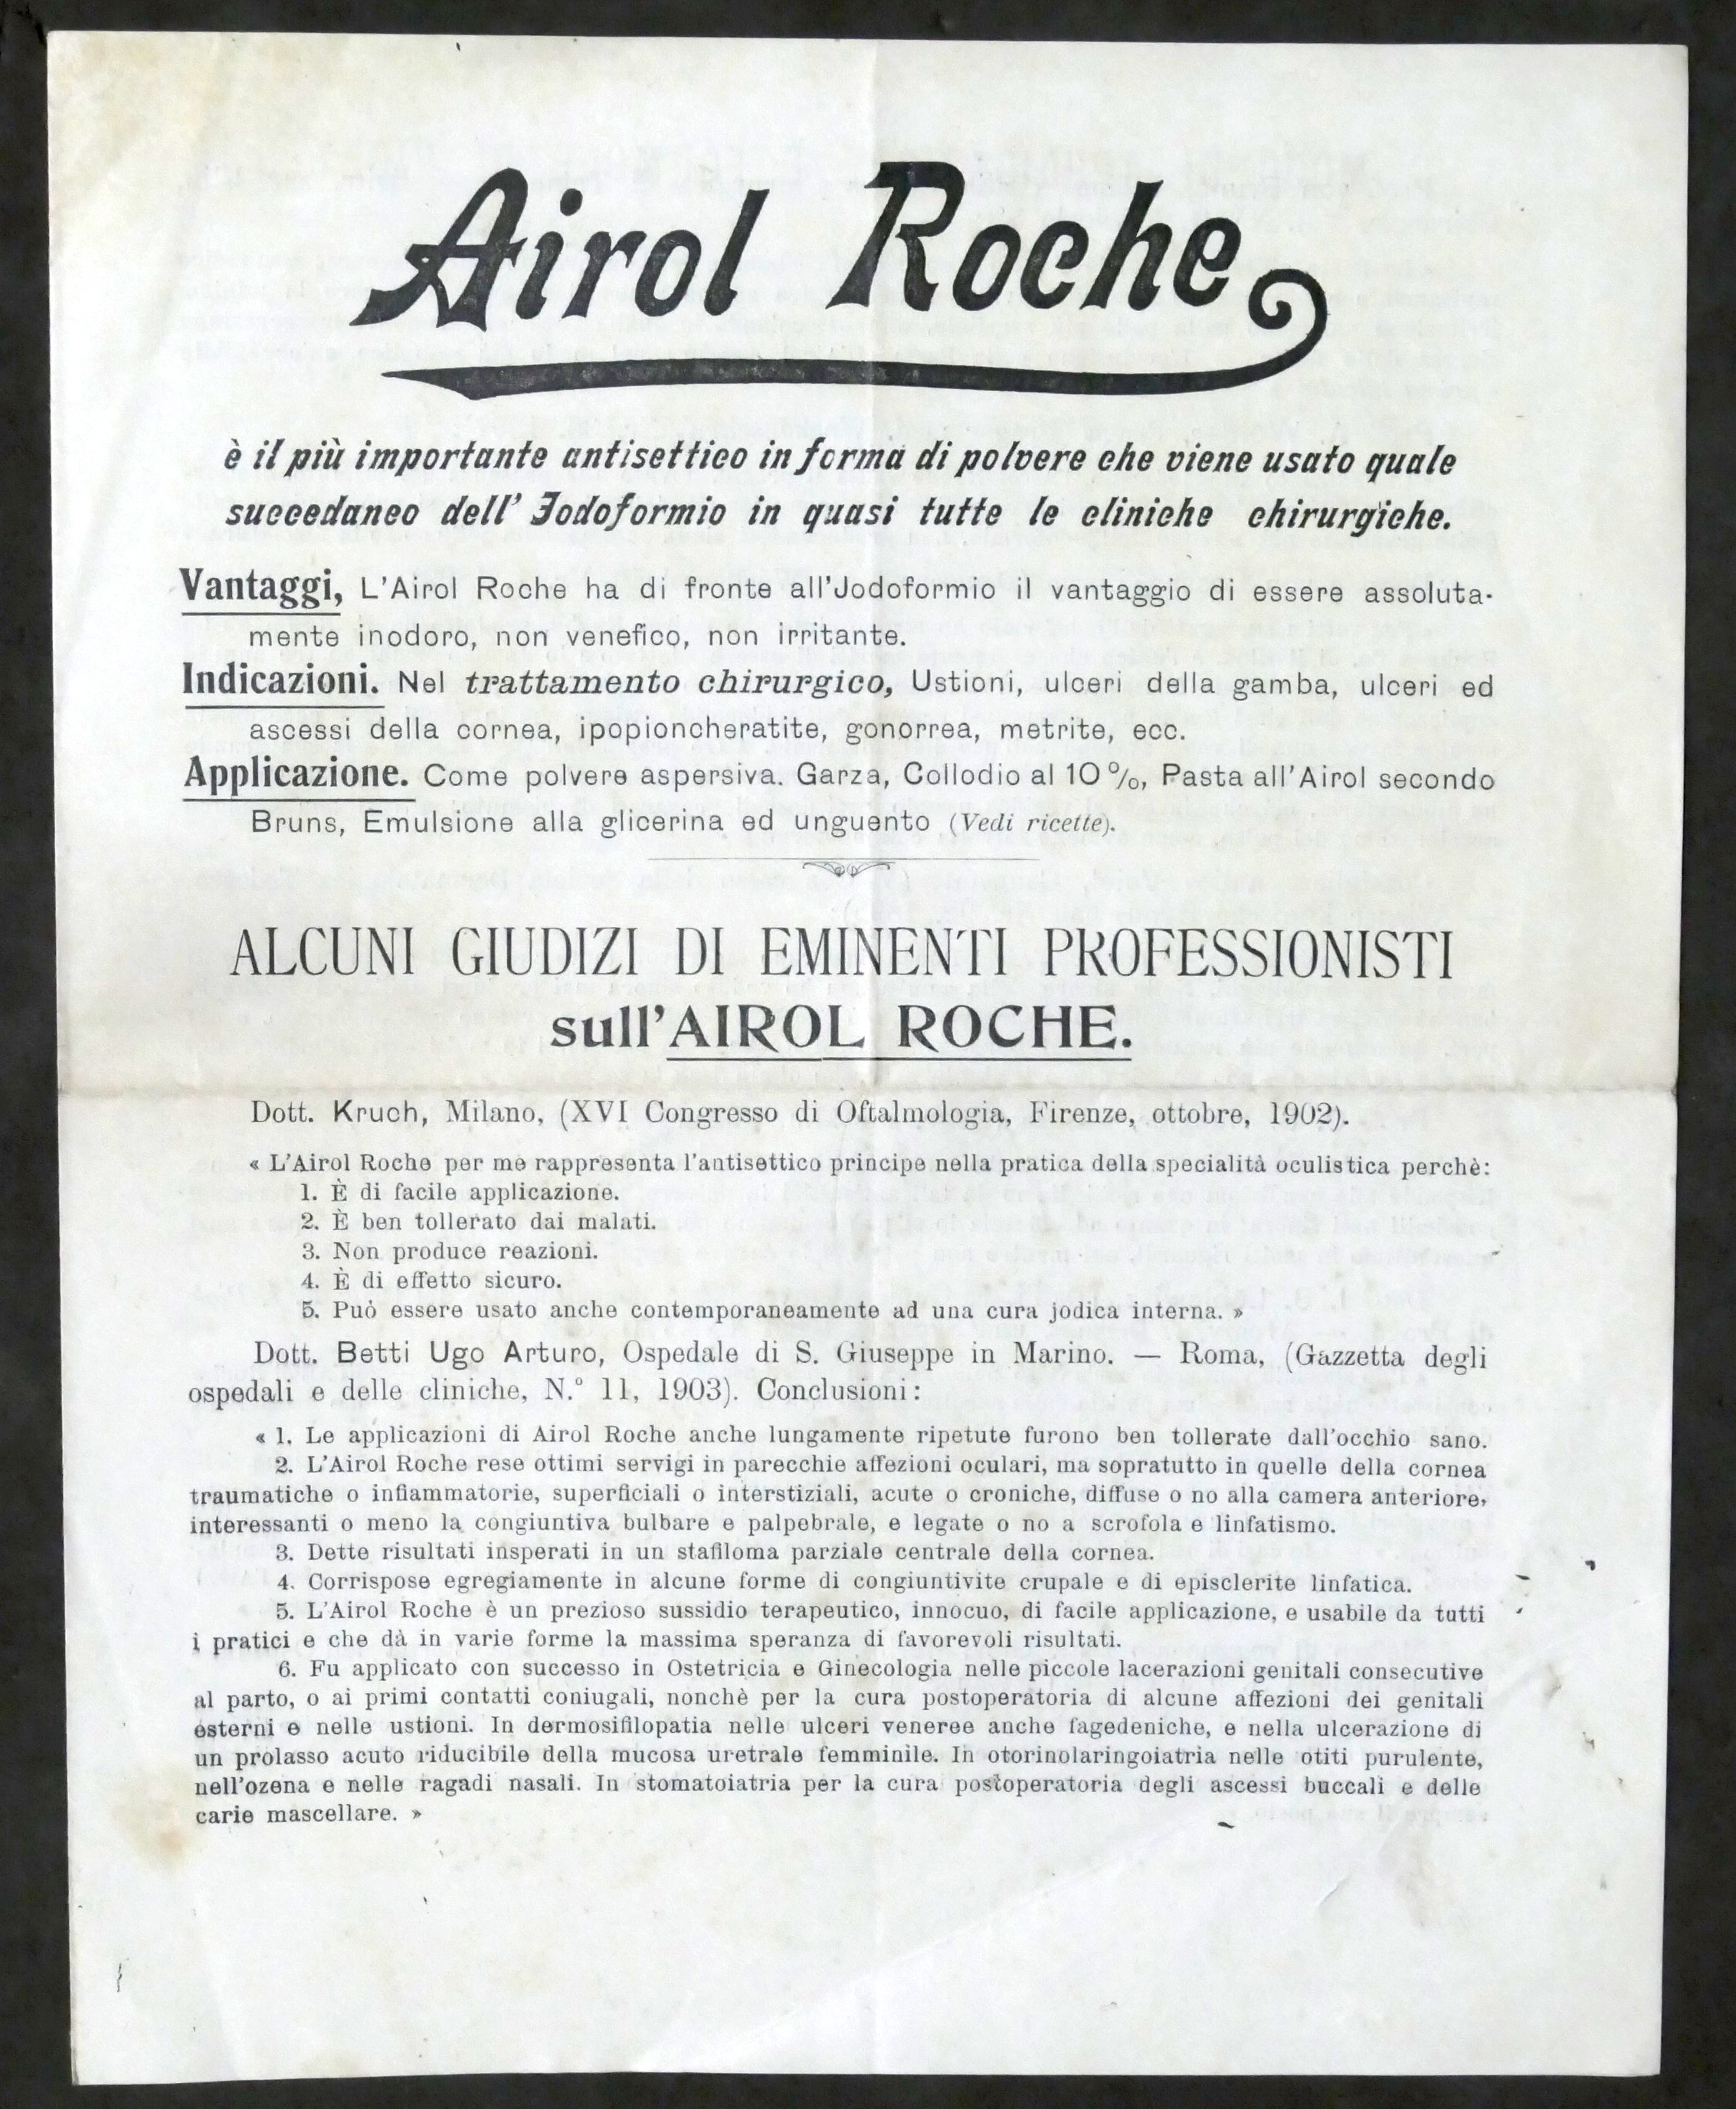 Airol Roche
è il più importante antisettico in forma di polvere che viene usato quale
succedaneo dell' Jodoformio in quasi tutte le cliniche chirurgiche.
Vantaggi, L'Airol Roche ha di fronte all'Jodoformio il vantaggio di essere assoluta-
mente inodoro, non venefico, non irritante.
Indicazioni. Nel trattamento chirurgico, Ustioni, ulceri della gamba, ulceri ed
ascessi della cornea, ipopioncheratite, gonorrea, metrite, ecc.
Applicazione. Come polvere aspersiva. Garza, Collodio al 10 %, Pasta all'Airol secondo
Bruns, Emulsione alla glicerina ed unguento (Vedi ricette).
ALCUNI GIUDIZI DI EMINENTI PROFESSIONISTI
sull'AIROL ROCHE.
Dott. Kruch, Milano, (XVI Congresso di Oftalmologia, Firenze, ottobre, 1902).
« L'Airol Roche per me rappresenta l'antisettico principe nella pratica della specialità oculistica perchè:
1. È di facile applicazione.
2. È ben tollerato dai malati.
3. Non produce reazioni.
4. È di effetto sicuro.
5. Può essere usato anche contemporaneamente ad una cura jodica interna. »
Dott. Betti Ugo Arturo, Ospedale di S. Giuseppe in Marino. — Roma, (Gazzetta degli
ospedali e delle cliniche, N.° 11, 1903). Conclusioni:
« 1. Le applicazioni di Airol Roche anche lungamente ripetute furono ben tollerate dall'occhio sano.
2. L'Airol Roche rese ottimi servigi in parecchie affezioni oculari, ma sopratutto in quelle della cornea
traumatiche o infiammatorie, superficiali o interstiziali, acute o croniche, diffuse o no alla camera anteriore,
interessanti o meno la congiuntiva bulbare e palpebrale, e legate o no a scrofola e linfatismo.
3. Dette risultati insperati in un stafiloma parziale centrale della cornea.
4. Corrispose egregiamente in alcune forme di congiuntivite crupale e di episclerite linfatica.
5. L'Airol Roche è un prezioso sussidio terapeutico, innocuo, di facile applicazione, e usabile da tutti
i pratici e che dà in varie forme la massima speranza di favorevoli risultati.
6. Fu applicato con successo in Ostetricia e Ginecologia nelle piccole lacerazioni genitali consecutive
al parto, o ai primi contatti coniugali, nonchè per la cura postoperatoria di alcune affezioni dei genitali
esterni e nelle ustioni. In dermosifilopatia nelle ulceri veneree anche fagedeniche, e nella ulcerazione di
un prolasso acuto riducibile della mucosa uretrale femminile. In otorinolaringoiatria nelle otiti purulente,
nell'ozena e nelle ragadi nasali. In stomatoiatria per la cura postoperatoria degli ascessi buccali e delle
carie mascellare. »